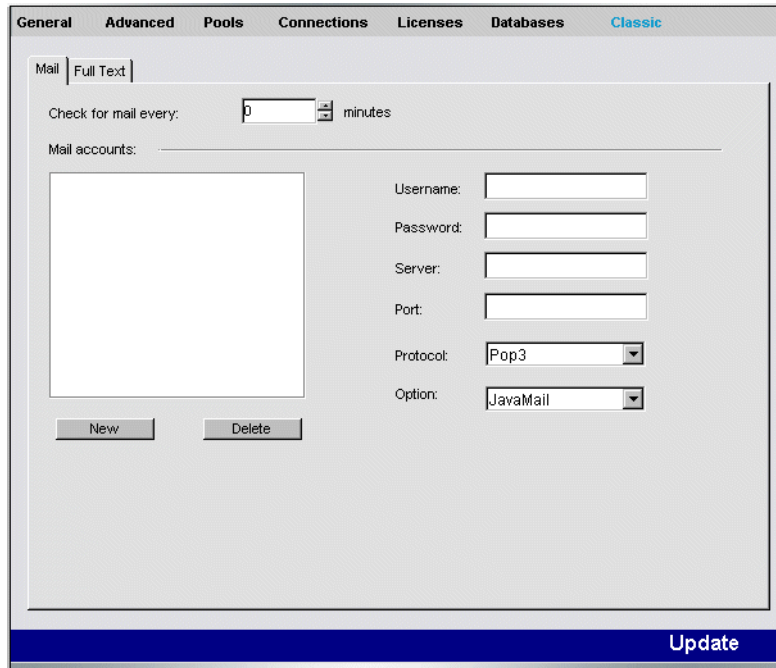 General Advanced Pools Connections Licenses Databases Classic
Mail Full Text
Check for mail every: 0 minutes
Mail accounts:
Username:
Password:
Server:
Port:
Protocol: Pop3
Option: JavaMail
New Delete
Update